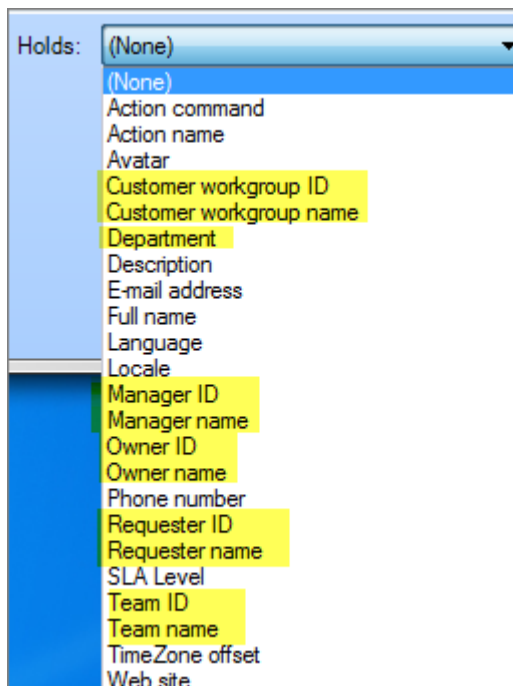 Holds: (None)
(None)
Action command
Action name
Avatar
Customer workgroup ID
Customer workgroup name
Department
Description
E-mail address
Full name
Language
Locale
Manager ID
Manager name
Owner ID
Owner name
Phone number
Requester ID
Requester name
SLA Level
Team ID
Team name
TimeZone offset
Web site